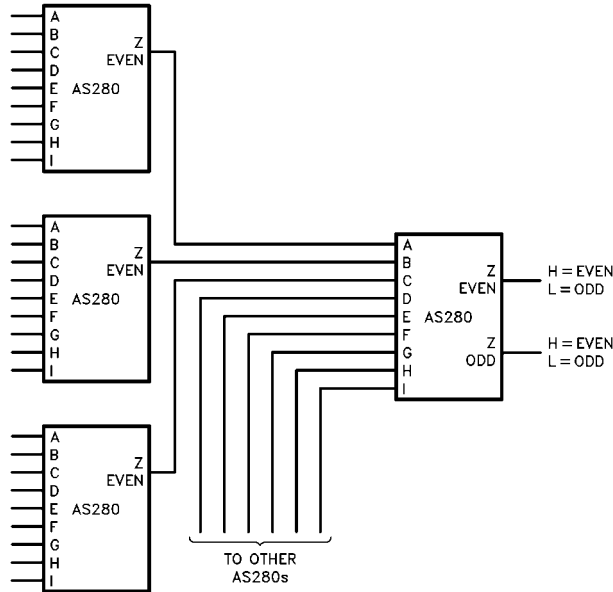 A
B
C
D
E
F
G
H
I
Z
EVEN
AS280
A
B
C
D
E
F
G
H
I
Z
EVEN
AS280
A
B
C
D
E
F
G
H
I
Z
EVEN
AS280
A
B
C
D
E
F
G
H
I
Z
EVEN
AS280
Z
ODD
H = EVEN
L = ODD
H = EVEN
L = ODD
TO OTHER
AS280s